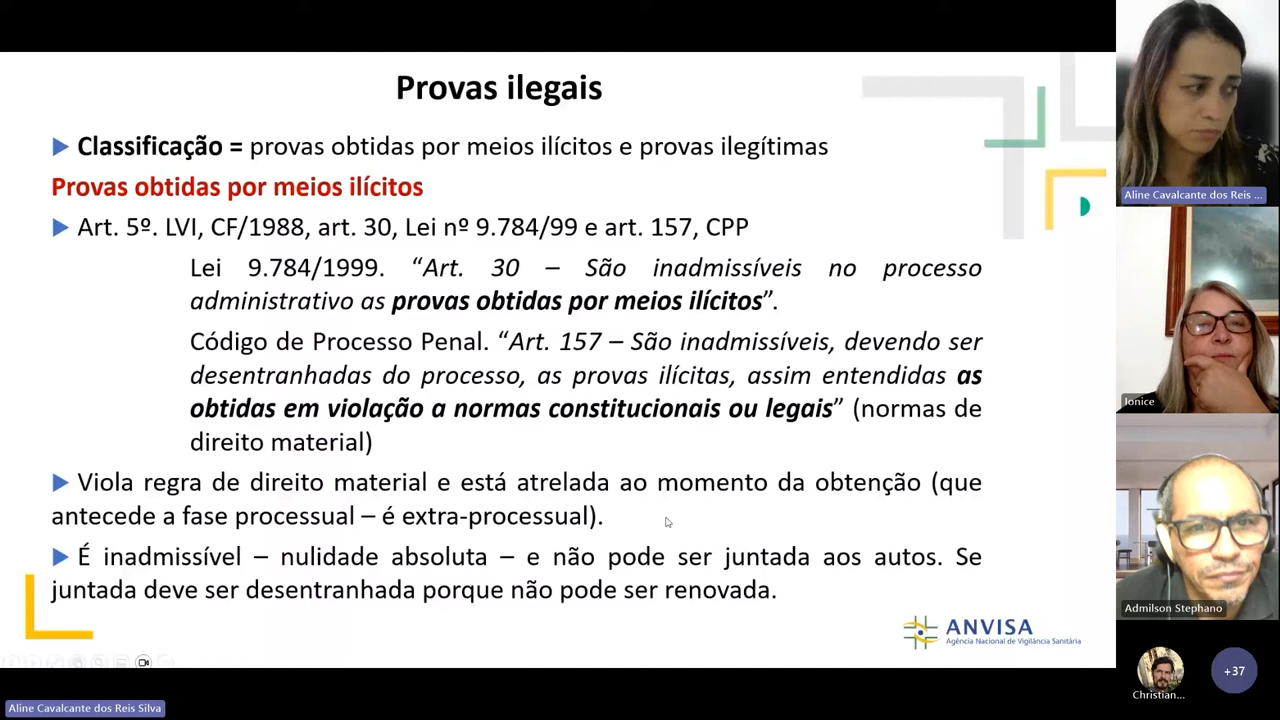 Provas ilegais
Classificação = provas obtidas por meios ilícitos e provas ilegítimas
Provas obtidas por meios ilícitos
Art. 5º. LVI, CF/1988, art. 30, Lei nº 9.784/99 e art. 157, CPP
Lei 9.784/1999. “Art. 30 – São inadmissíveis no processo
administrativo as provas obtidas por meios ilícitos”.
Código de Processo Penal. “Art. 157 – São inadmissíveis, devendo ser
desentranhadas do processo, as provas ilícitas, assim entendidas as
obtidas em violação a normas constitucionais ou legais” (normas de
direito material)
Viola regra de direito material e está atrelada ao momento da obtenção (que
antecede a fase processual – é extra-processual).
É inadmissível – nulidade absoluta – e não pode ser juntada aos autos. Se
juntada deve ser desentranhada porque não pode ser renovada.
ANVISA
Agência Nacional de Vigilância Sanitária
Aline Cavalcante dos Reis ...
Ionice
Admilson Stephano
Christian...
+37
Aline Cavalcante dos Reis Silva